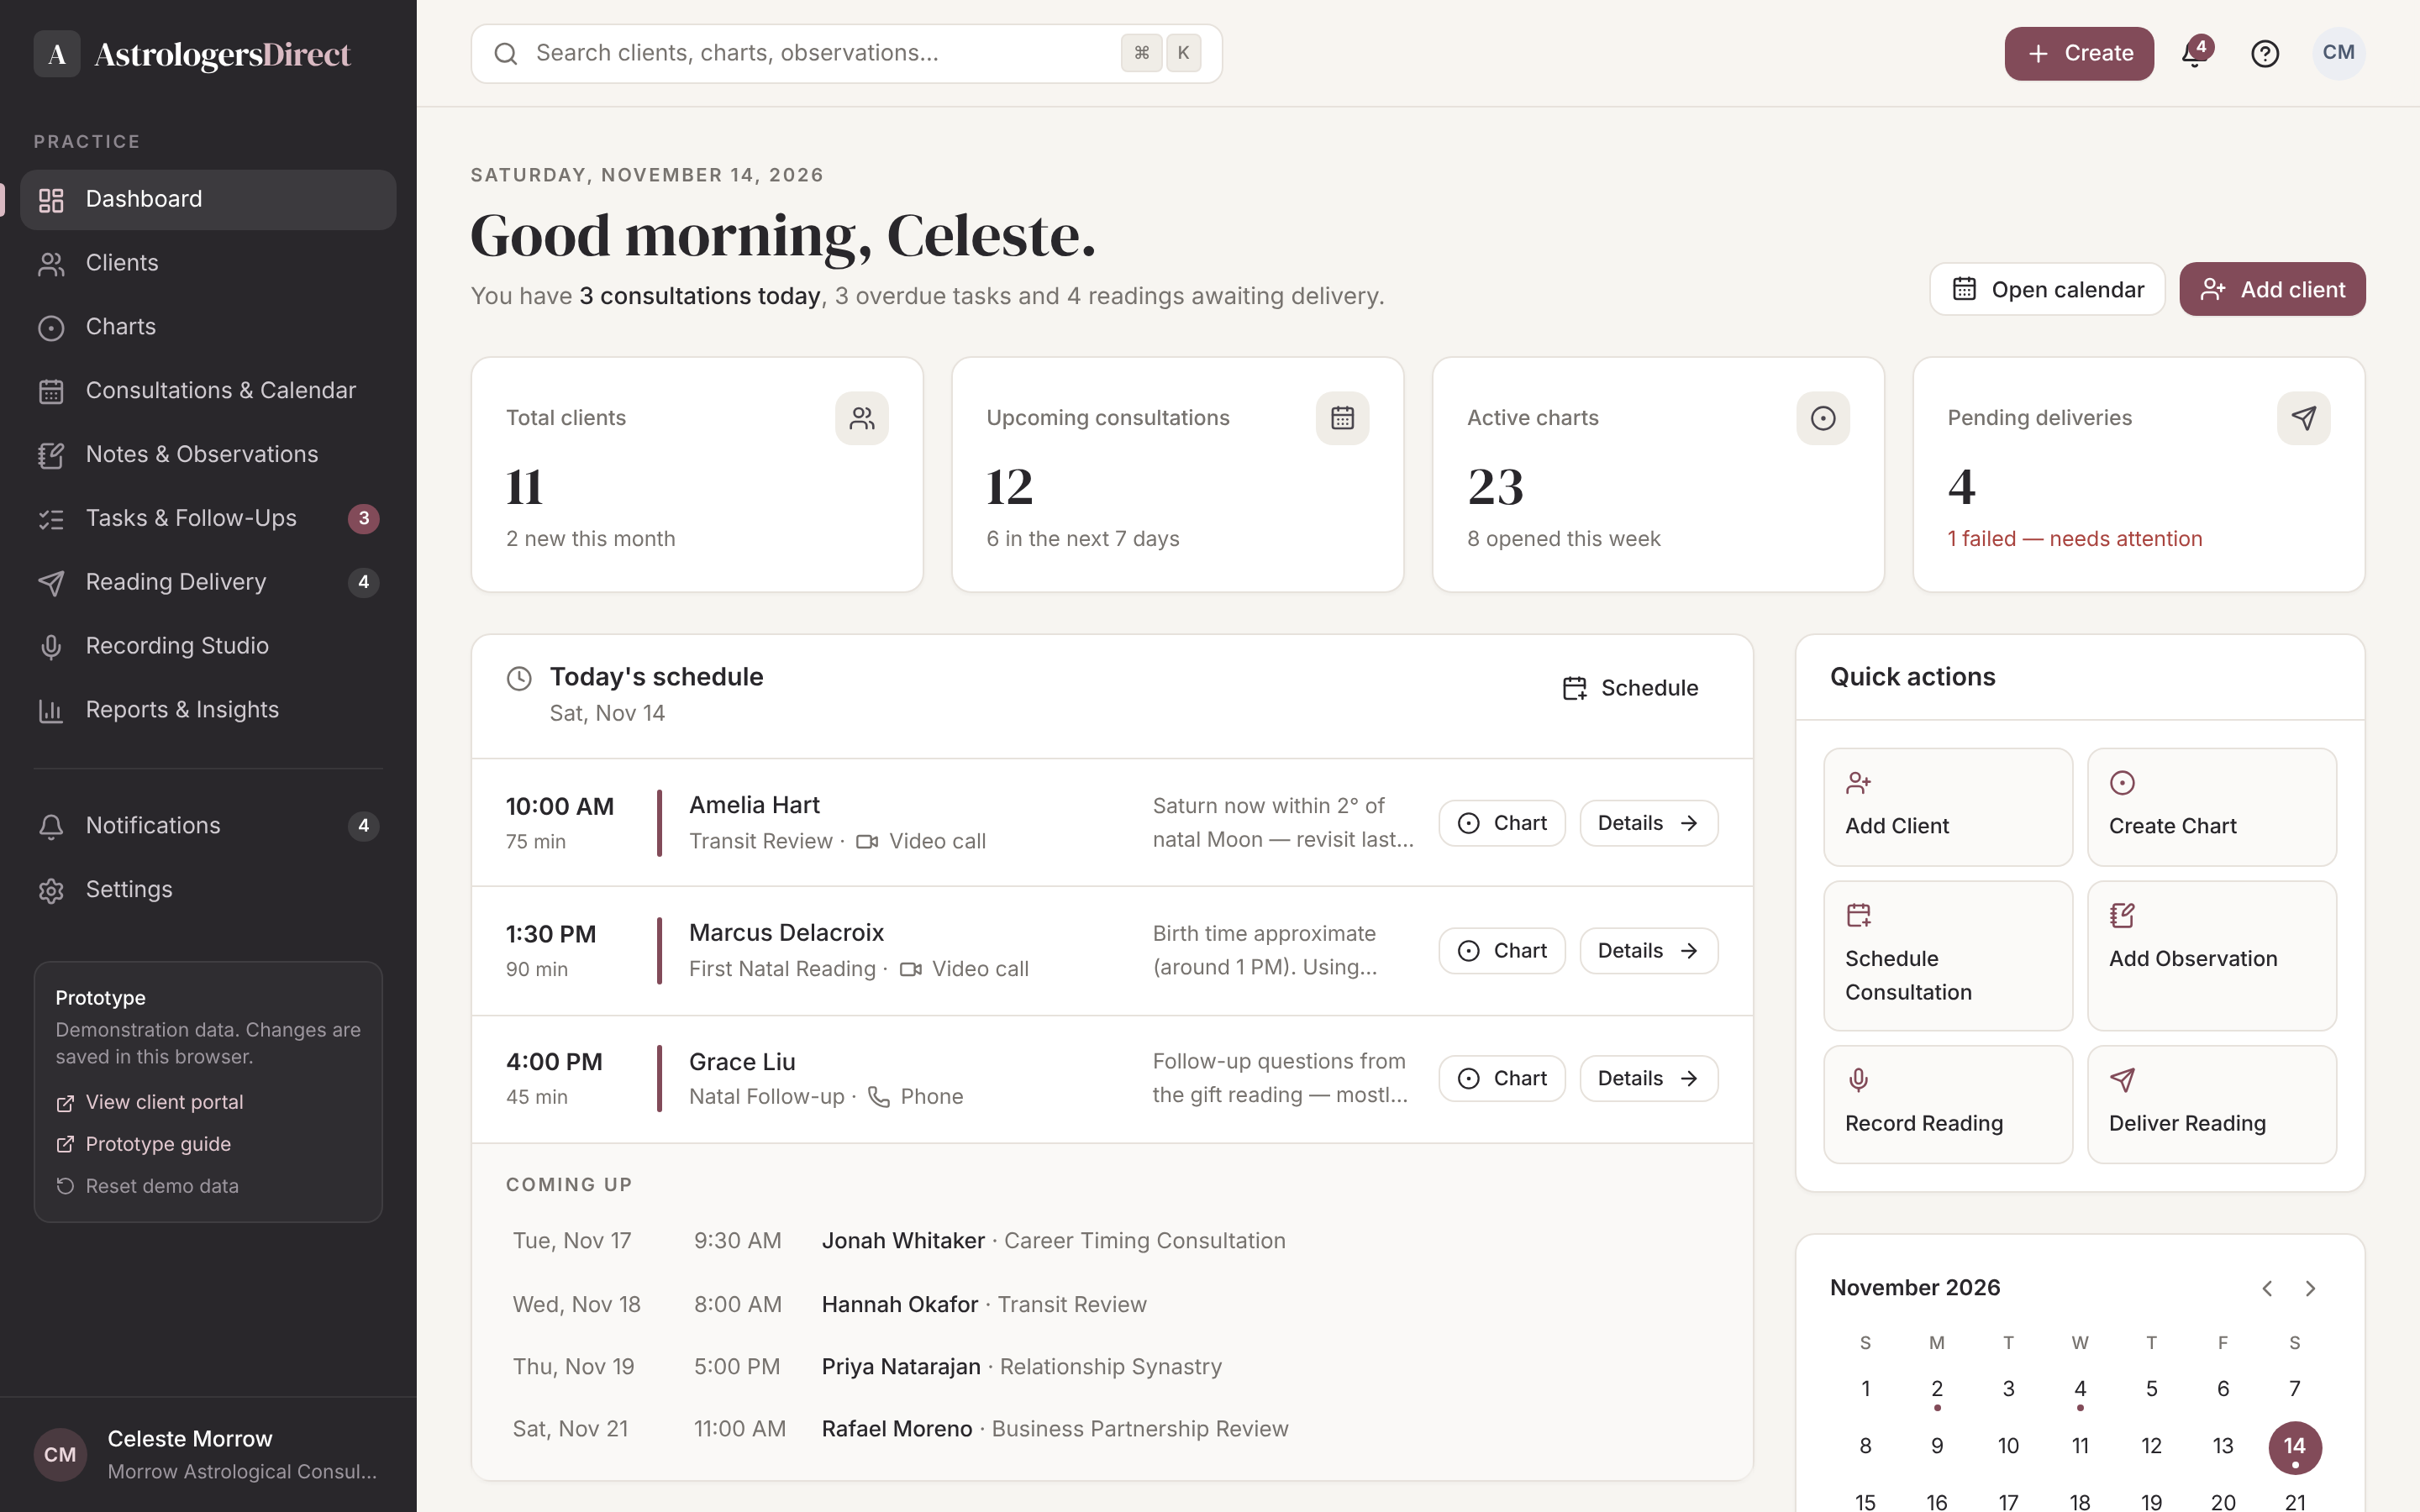 A AstrologersDirect
PRACTICE
Dashboard
Clients
Charts
Consultations & Calendar
Notes & Observations
Tasks & Follow-Ups 3
Reading Delivery 4
Recording Studio
Reports & Insights
Notifications 4
Settings
Prototype
Demonstration data. Changes are
saved in this browser.
View client portal
Prototype guide
Reset demo data
CM Celeste Morrow
Morrow Astrological Consul...
Search clients, charts, observations... ⌘ K
+ Create 4 CM
SATURDAY, NOVEMBER 14, 2026
Good morning, Celeste.
You have 3 consultations today, 3 overdue tasks and 4 readings awaiting delivery.
Open calendar Add client
Total clients
11
2 new this month
Upcoming consultations
12
6 in the next 7 days
Active charts
23
8 opened this week
Pending deliveries
4
1 failed — needs attention
Today's schedule
Sat, Nov 14
Schedule
10:00 AM
75 min
Amelia Hart
Transit Review · Video call
Saturn now within 2° of
natal Moon — revisit last...
Chart Details →
1:30 PM
90 min
Marcus Delacroix
First Natal Reading · Video call
Birth time approximate
(around 1 PM). Using...
Chart Details →
4:00 PM
45 min
Grace Liu
Natal Follow-up · Phone
Follow-up questions from
the gift reading — mostl...
Chart Details →
COMING UP
Tue, Nov 17 9:30 AM Jonah Whitaker · Career Timing Consultation
Wed, Nov 18 8:00 AM Hannah Okafor · Transit Review
Thu, Nov 19 5:00 PM Priya Natarajan · Relationship Synastry
Sat, Nov 21 11:00 AM Rafael Moreno · Business Partnership Review
Quick actions
Add Client
Create Chart
Schedule
Consultation
Add Observation
Record Reading
Deliver Reading
November 2026
S M T W T F S
1 2 3 4 5 6 7
8 9 10 11 12 13 14
15 16 17 18 19 20 21